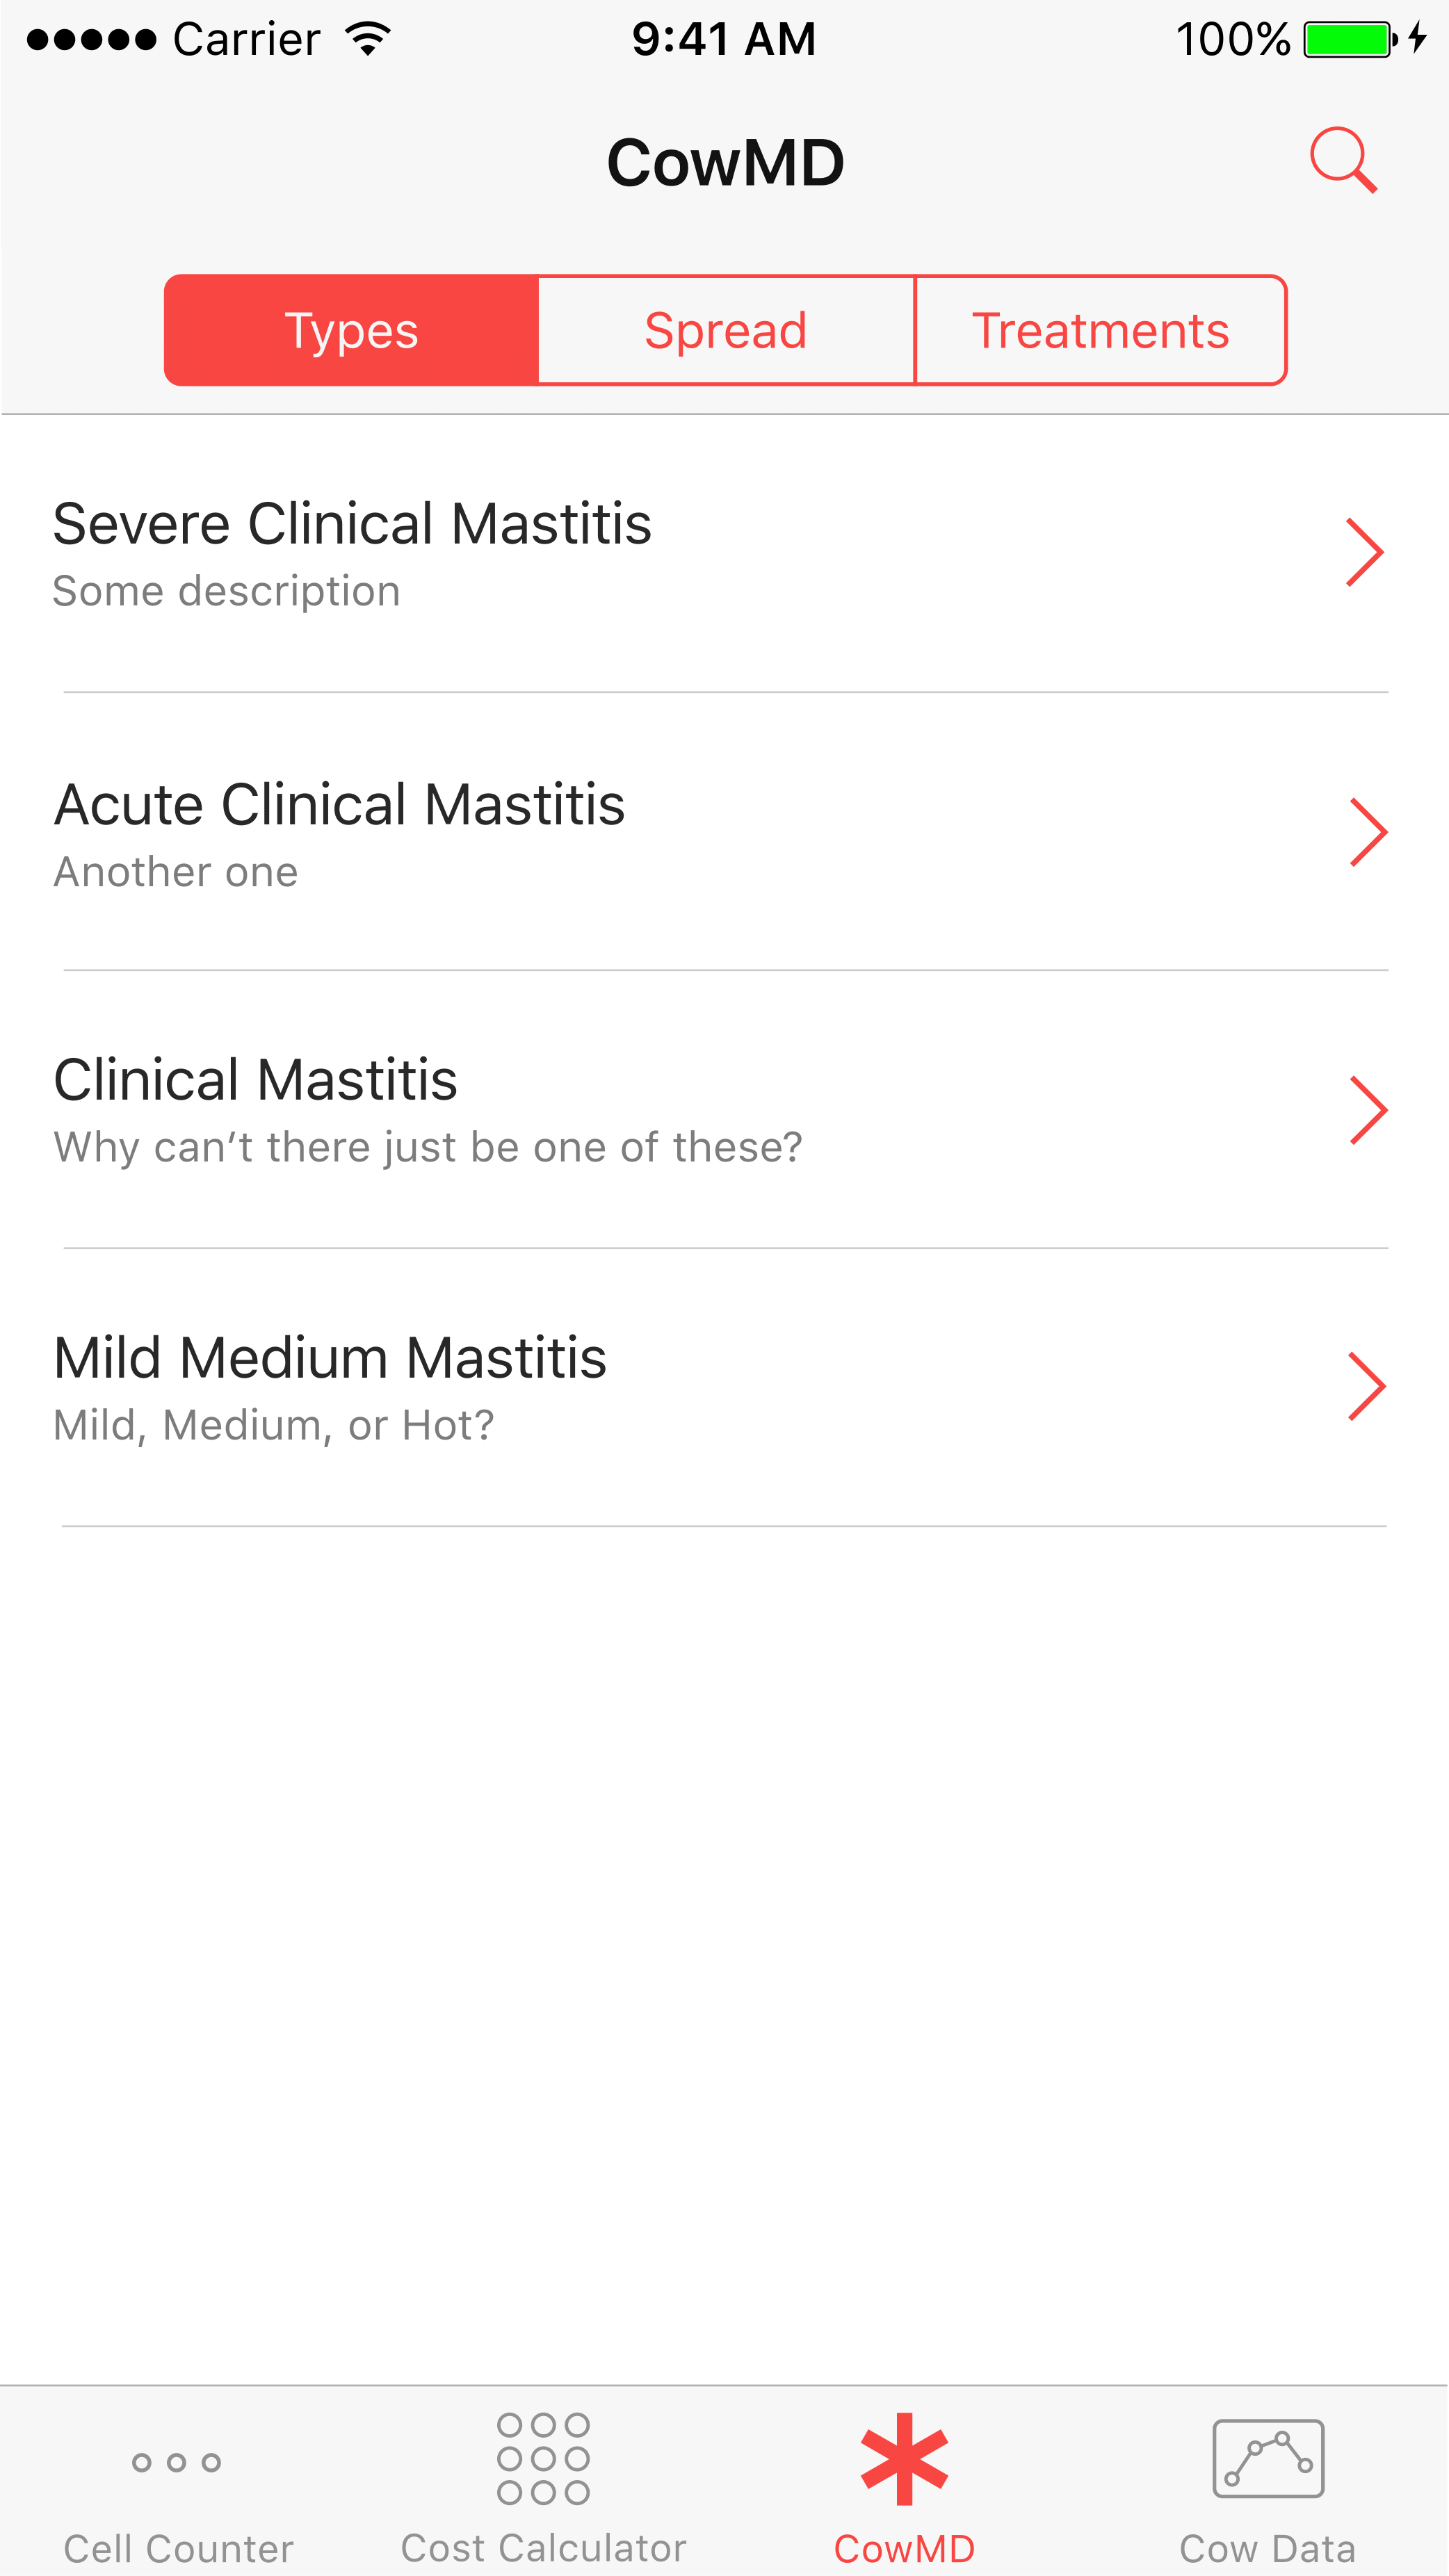 Carrier 9:41 AM 100%
CowMD
Types Spread Treatments
Severe Clinical Mastitis
Some description
Acute Clinical Mastitis
Another one
Clinical Mastitis
Why can’t there just be one of these?
Mild Medium Mastitis
Mild, Medium, or Hot?
Cell Counter Cost Calculator CowMD Cow Data